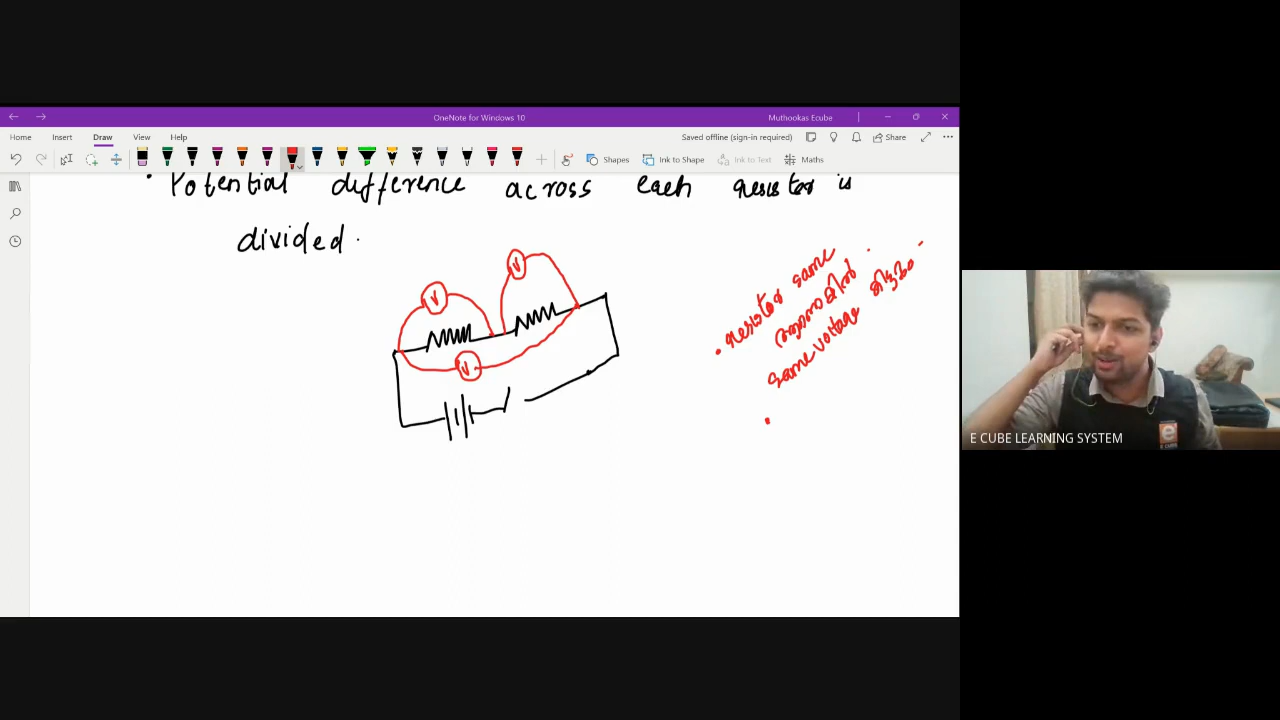 OneNote for Windows 10
Muthookas Ecube
Home Insert Draw View Help
Saved offline (sign-in required)
Share
Shapes
Ink to Shape
Ink to Text
Maths
Potential difference across each resistor is
divided.
V
V
V
resistor same
ആണെങ്കിൽ
same voltage കിട്ടും
E CUBE LEARNING SYSTEM
e